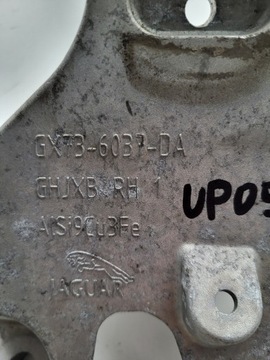 GX73-6037-DA
GHJXB RH 1
AlSi9Cu3Fe
JAGUAR
UP05